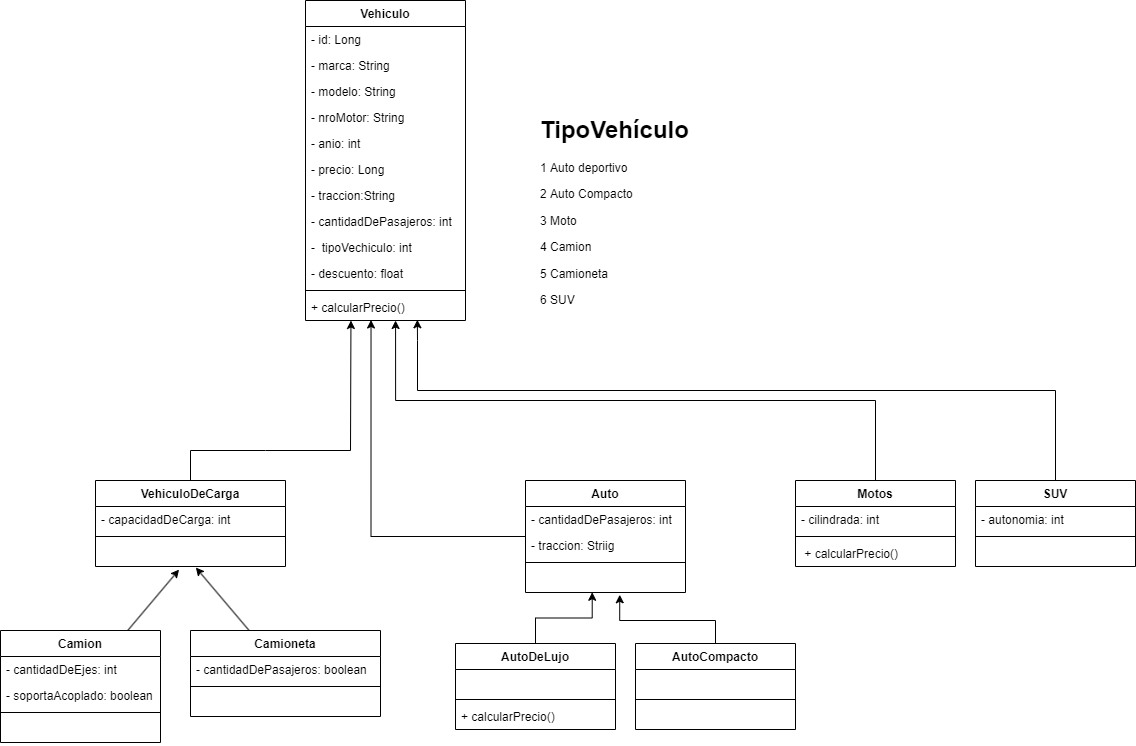 Vehiculo
- id: Long
- marca: String
- modelo: String
- nroMotor: String
- anio: int
- precio: Long
- traccion:String
- cantidadDePasajeros: int
- tipoVechiculo: int
- descuento: float
+ calcularPrecio()
TipoVehículo
1 Auto deportivo
2 Auto Compacto
3 Moto
4 Camion
5 Camioneta
6 SUV
VehiculoDeCarga
- capacidadDeCarga: int
Auto
- cantidadDePasajeros: int
- traccion: Striig
Motos
- cilindrada: int
+ calcularPrecio()
SUV
- autonomia: int
Camion
- cantidadDeEjes: int
- soportaAcoplado: boolean
Camioneta
- cantidadDePasajeros: boolean
AutoDeLujo
+ calcularPrecio()
AutoCompacto